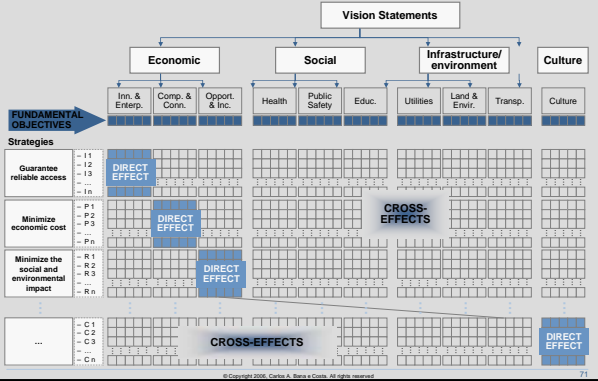 Vision Statements
Economic
Social
Infrastructure/
environment
Culture
Inn. &
Enterp.
Comp. &
Conn.
Opport.
& Inc.
Health
Public
Safety
Educ.
Utilities
Land &
Envir.
Transp.
Culture
FUNDAMENTAL
OBJECTIVES
Strategies
Guarantee
reliable access
– I 1
– I 2
– I 3
– ...
– I n
DIRECT
EFFECT
Minimize
economic cost
– P 1
– P 2
– P 3
– ...
– P n
DIRECT
EFFECT
CROSS-
EFFECTS
Minimize the
social and
environmental
impact
– R 1
– R 2
– R 3
– ...
– R n
DIRECT
EFFECT
...
– C 1
– C 2
– C 3
– ...
– C n
CROSS-EFFECTS
DIRECT
EFFECT
© Copyright 2006, Carlos A. Bana e Costa. All rights reserved
71